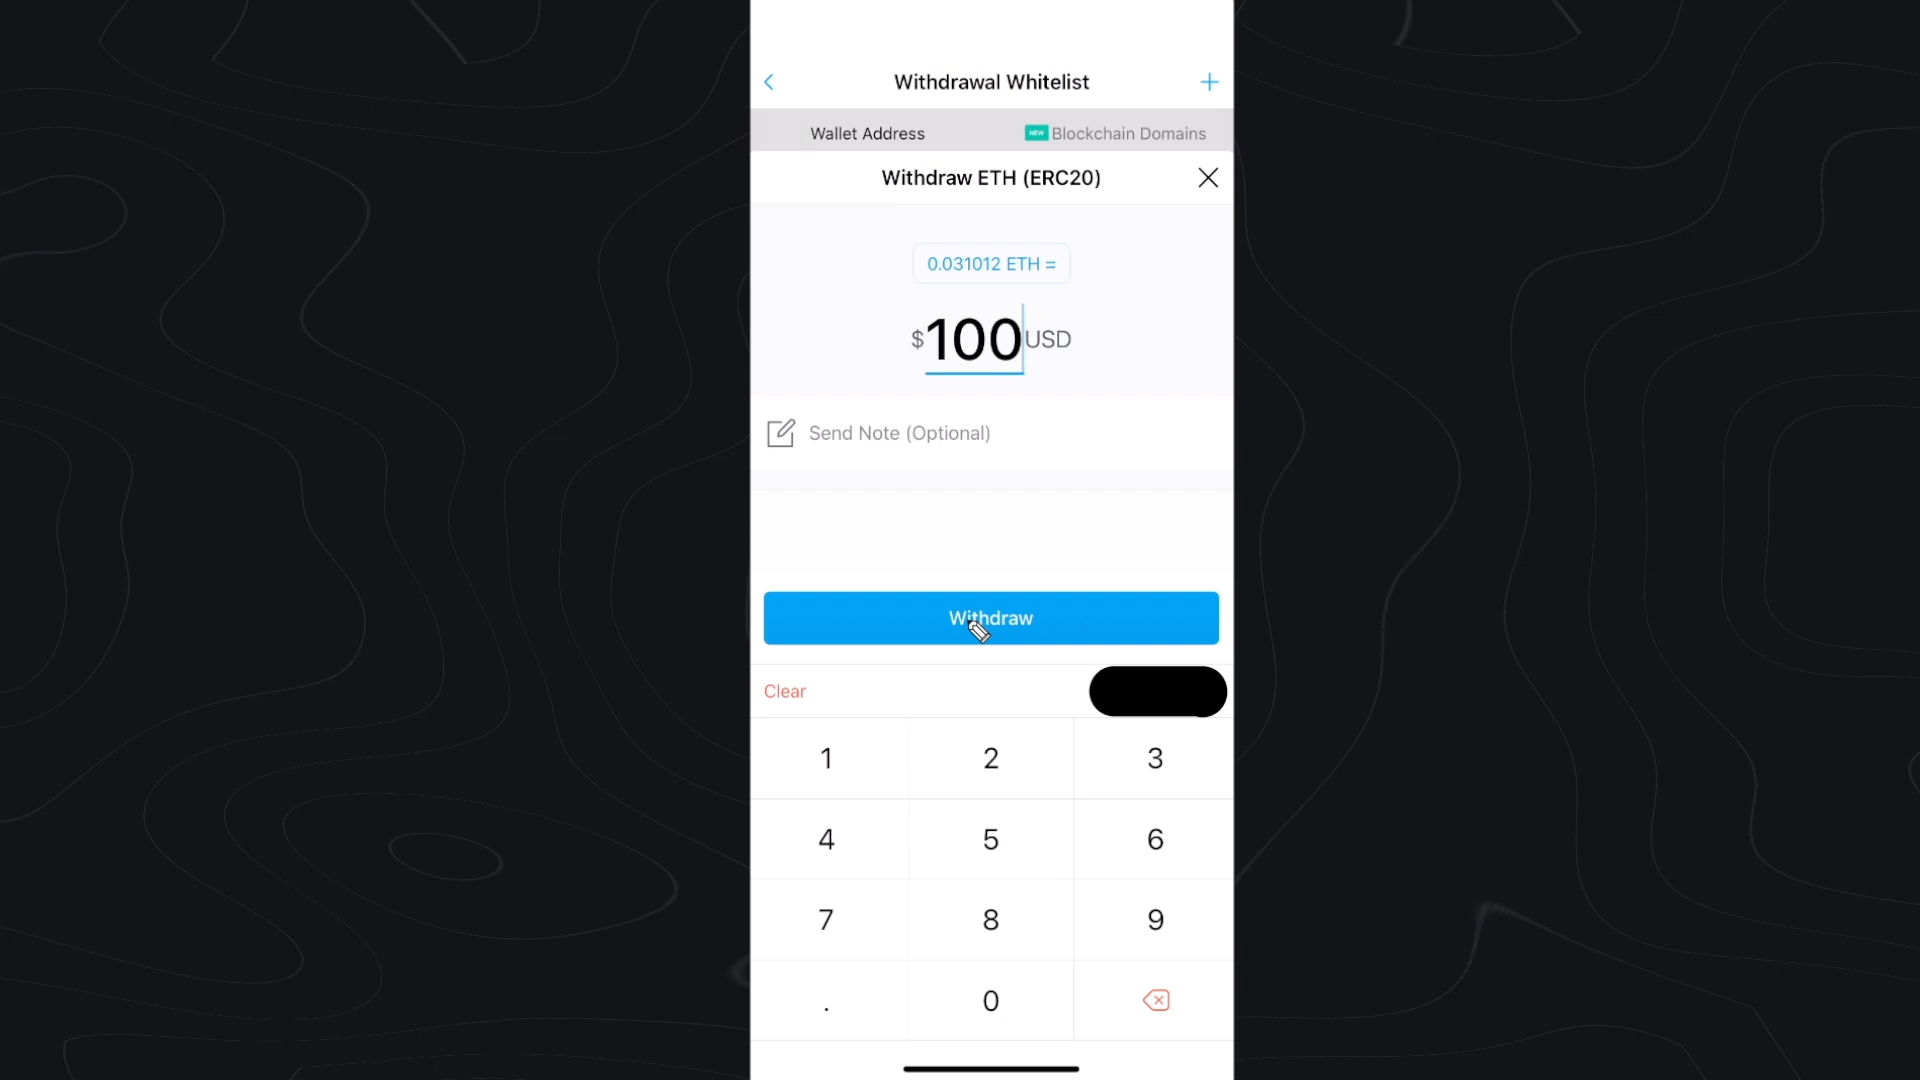 Withdrawal Whitelist
Wallet Address
NEW Blockchain Domains
Withdraw ETH (ERC20)
0.031012 ETH =
$100USD
Send Note (Optional)
Withdraw
Clear
1 2 3
4 5 6
7 8 9
. 0